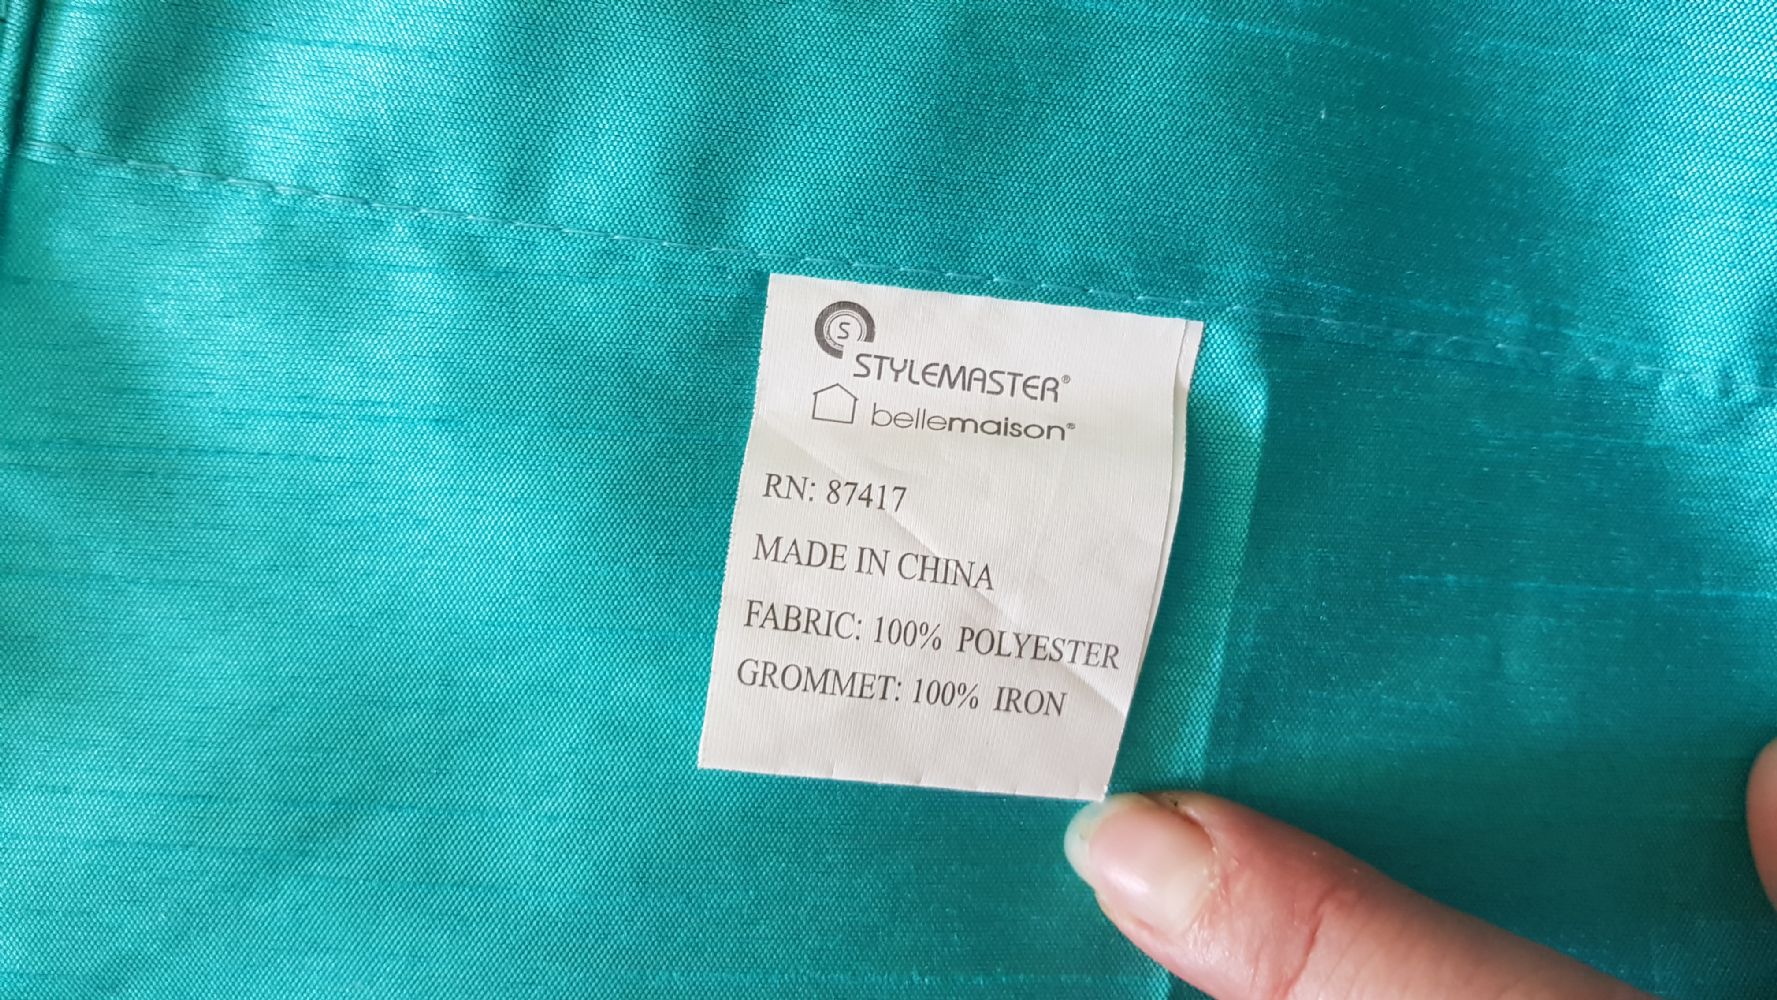 S
STYLEMASTER®
bellemaison®
RN: 87417
MADE IN CHINA
FABRIC: 100% POLYESTER
GROMMET: 100% IRON